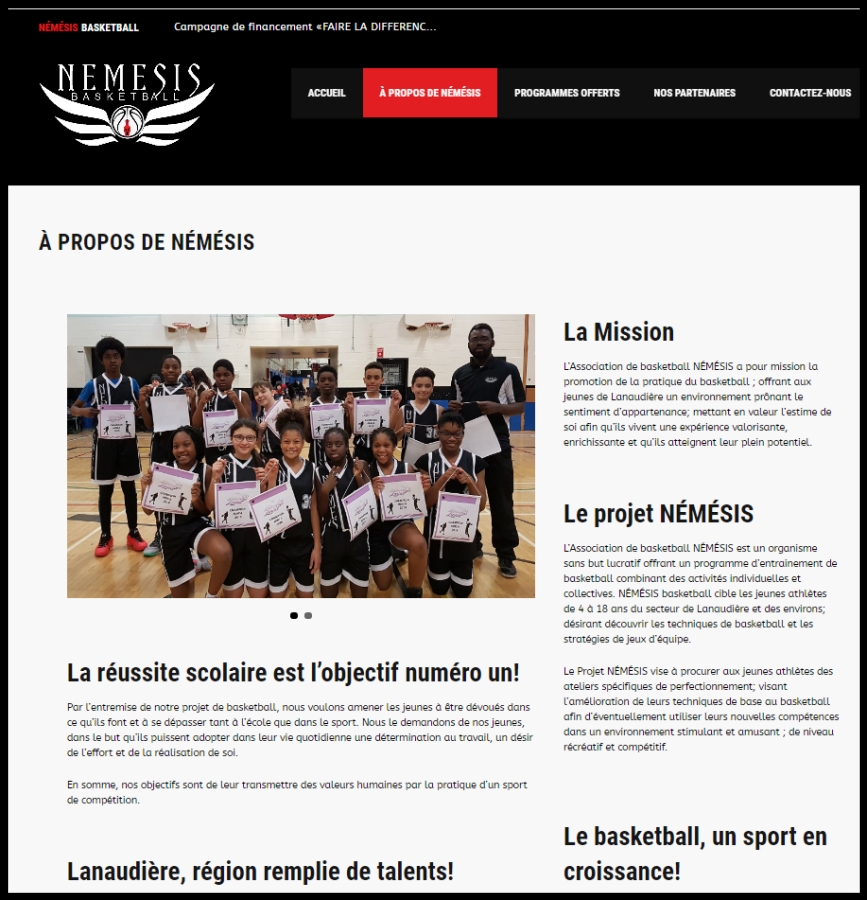 NÉMÉSIS BASKETBALL
Campagne de financement «FAIRE LA DIFFERENC...
NEMESIS
BASKETBALL
ACCUEIL
À PROPOS DE NÉMÉSIS
PROGRAMMES OFFERTS
NOS PARTENAIRES
CONTACTEZ-NOUS
À PROPOS DE NÉMÉSIS
La réussite scolaire est l'objectif numéro un!
Par l'entremise de notre projet de basketball, nous voulons amener les jeunes à être dévoués dans
ce qu'ils font et à se dépasser tant à l'école que dans le sport. Nous le demandons de nos jeunes,
dans le but qu'ils puissent adopter dans leur vie quotidienne une détermination au travail, un désir
de l'effort et de la réalisation de soi.
En somme, nos objectifs sont de leur transmettre des valeurs humaines par la pratique d'un sport
de compétition.
Lanaudière, région remplie de talents!
La Mission
L'Association de basketball NÉMÉSIS a pour mission la
promotion de la pratique du basketball ; offrant aux
jeunes de Lanaudière un environnement prônant le
sentiment d'appartenance; mettant en valeur l'estime de
soi afin qu'ils vivent une expérience valorisante,
enrichissante et qu'ils atteignent leur plein potentiel.
Le projet NÉMÉSIS
L'Association de basketball NÉMÉSIS est un organisme
sans but lucratif offrant un programme d'entrainement de
basketball combinant des activités individuelles et
collectives. NÉMÉSIS basketball cible les jeunes athlètes
de 4 à 18 ans du secteur de Lanaudière et des environs;
désirant découvrir les techniques de basketball et les
stratégies de jeux d'équipe.
Le Projet NÉMÉSIS vise à procurer aux jeunes athlètes des
ateliers spécifiques de perfectionnement; visant
l'amélioration de leurs techniques de base au basketball
afin d'éventuellement utiliser leurs nouvelles compétences
dans un environnement stimulant et amusant ; de niveau
récréatif et compétitif.
Le basketball, un sport en
croissance!